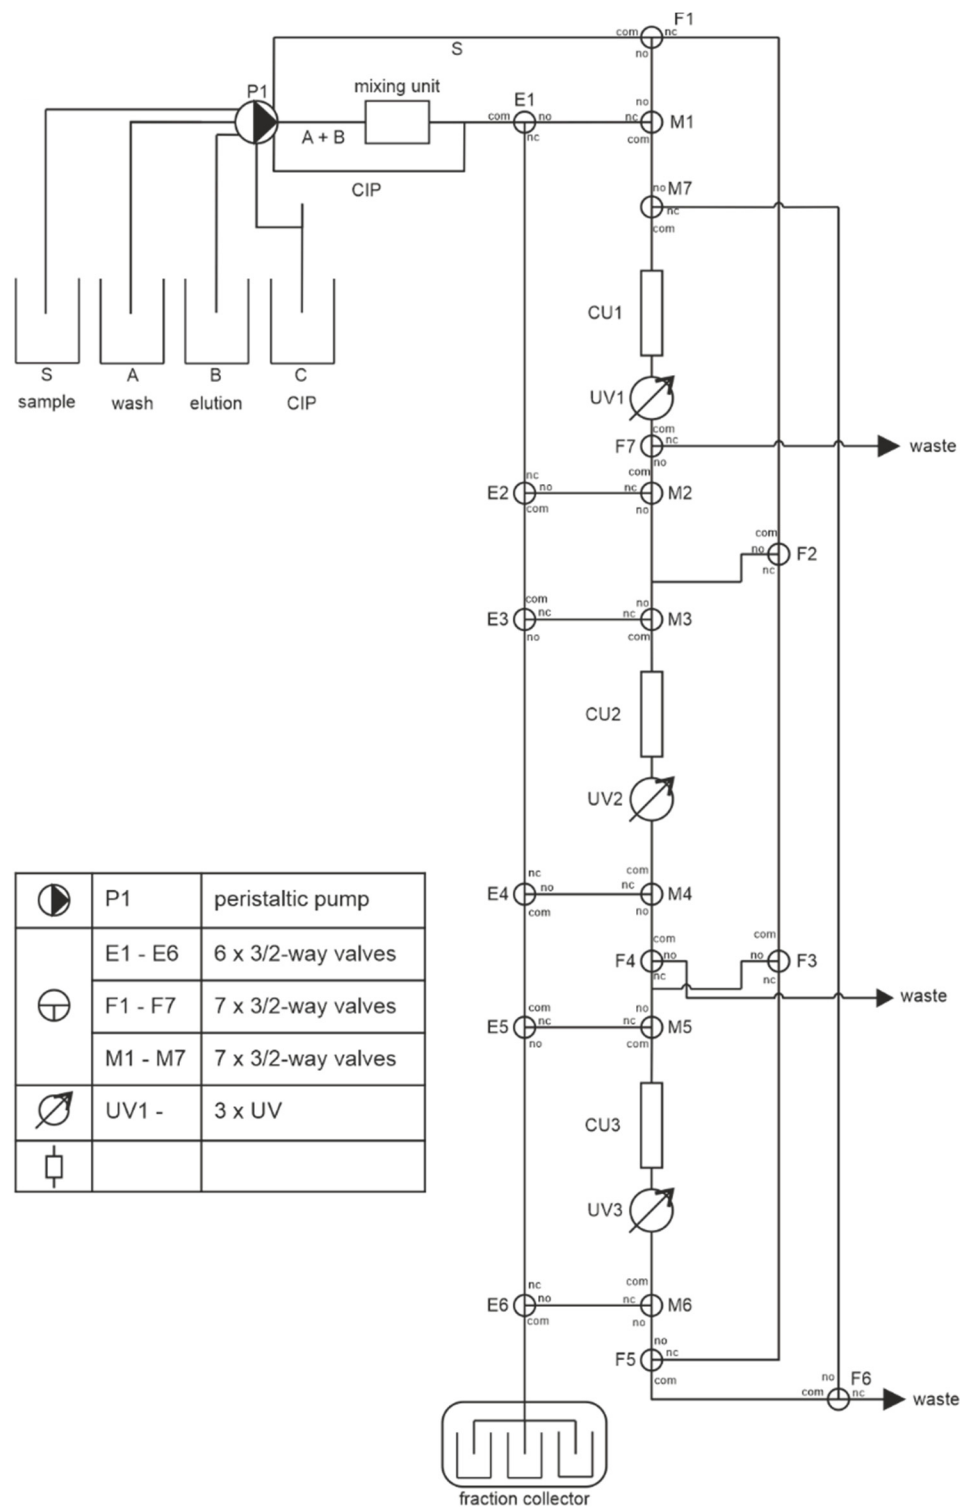 F1
com nc
S
no
P1
mixing unit
E1
no
com no
nc
M1
A + B
nc
com
CIP
no M7
nc
com
CU1
UV1
S
A
B
C
sample
wash
elution
CIP
com
F7 nc
waste
no
nc
com
E2 no
nc M2
com
no
com
no F2
nc
com
no
E3 nc
nc M3
no
com
CU2
UV2
nc
com
E4 no
nc M4
com
no
com
com
F4 no
no F3
nc
nc
waste
com
no
E5 nc
nc M5
no
com
P1 peristaltic pump
E1 - E6 6 x 3/2-way valves
F1 - F7 7 x 3/2-way valves
M1 - M7 7 x 3/2-way valves
UV1 - 3 x UV
CU3
UV3
nc
com
E6 no
nc M6
com
no
no
F5 nc
com
no F6
com nc
waste
fraction collector